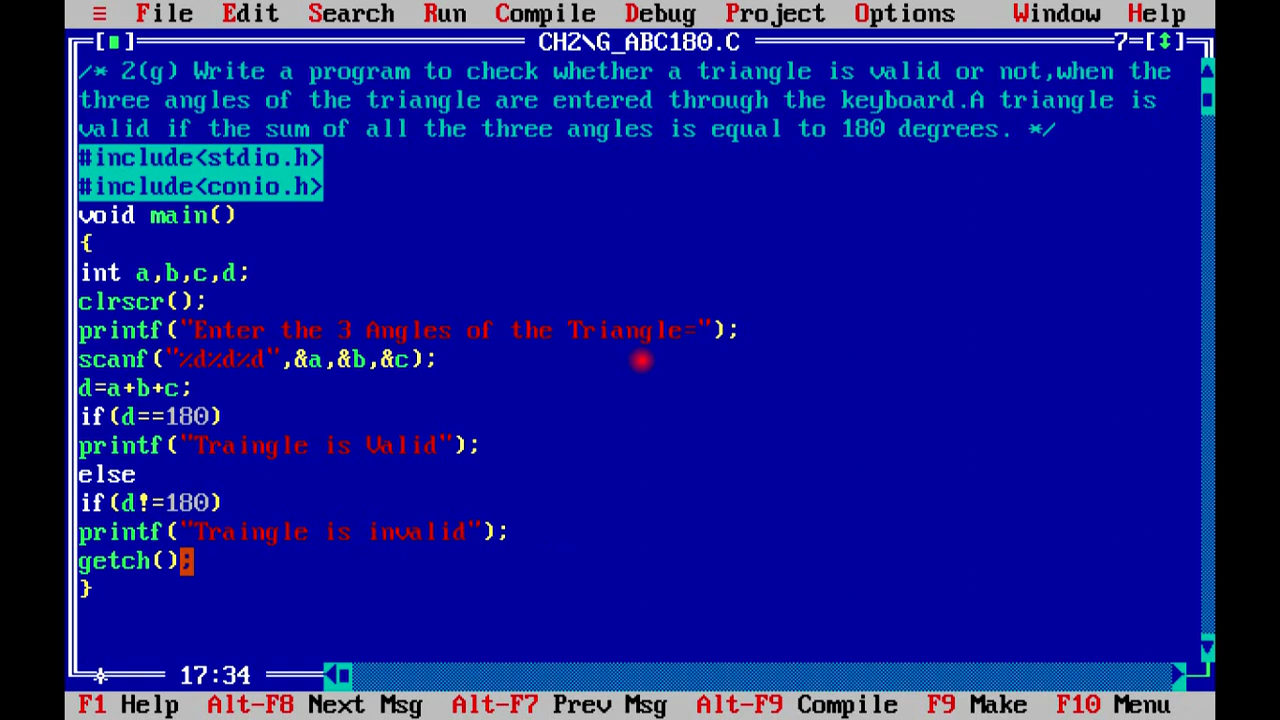 ≡ File Edit Search Run Compile Debug Project Options Window Help
[■] CH2\G_ABC180.C 7=[↕]
/* 2(g) Write a program to check whether a triangle is valid or not,when the
three angles of the triangle are entered through the keyboard.A triangle is
valid if the sum of all the three angles is equal to 180 degrees. */
#include<stdio.h>
#include<conio.h>
void main()
{
int a,b,c,d;
clrscr();
printf("Enter the 3 Angles of the Triangle=");
scanf("%d%d%d",&a,&b,&c);
d=a+b+c;
if(d==180)
printf("Traingle is Valid");
else
if(d!=180)
printf("Traingle is invalid");
getch();
}
17:34
F1 Help Alt-F8 Next Msg Alt-F7 Prev Msg Alt-F9 Compile F9 Make F10 Menu